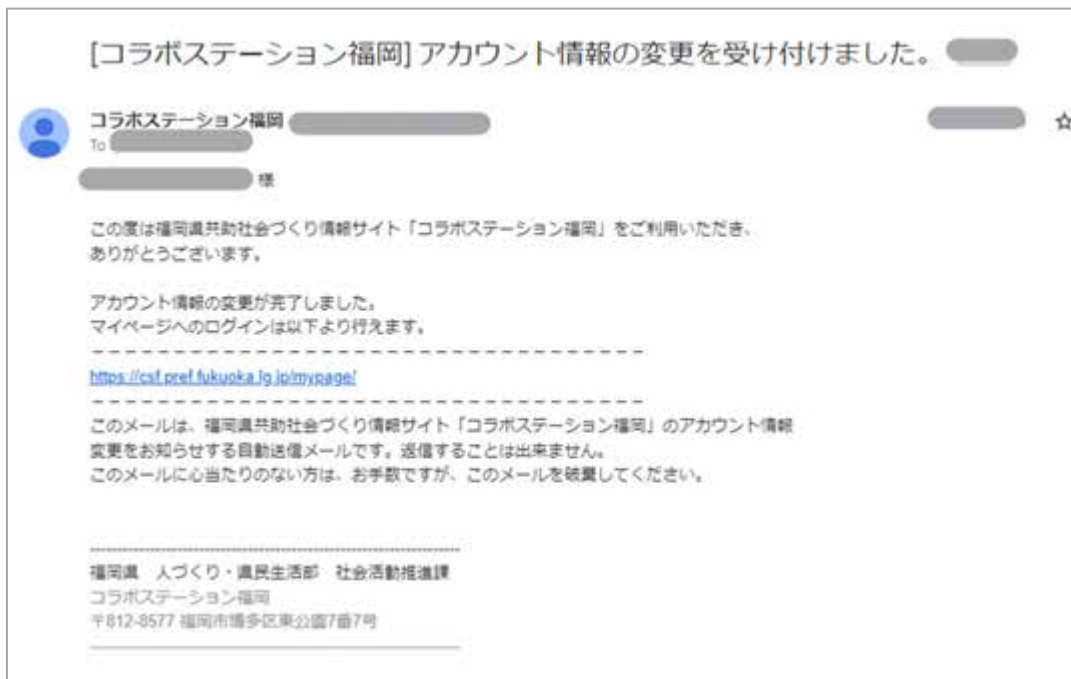 [コラボステーション福岡] アカウント情報の変更を受け付けました。
コラボステーション福岡
To
様
この度は福岡県共助社会づくり情報サイト「コラボステーション福岡」をご利用いただき、
ありがとうございます。
アカウント情報の変更が完了しました。
マイページへのログインは以下より行えます。
－－－－－－－－－－－－－－－－－－－－－－－－－－－－－－－－－－
https://csf.pref.fukuoka.lg.jp/mypage/
－－－－－－－－－－－－－－－－－－－－－－－－－－－－－－－－－－
このメールは、福岡県共助社会づくり情報サイト「コラボステーション福岡」のアカウント情報
変更をお知らせする自動送信メールです。返信することは出来ません。
このメールに心当たりのない方は、お手数ですが、このメールを破棄してください。
福岡県　人づくり・県民生活部　社会活動推進課
コラボステーション福岡
〒812-8577 福岡市博多区東公園7番7号